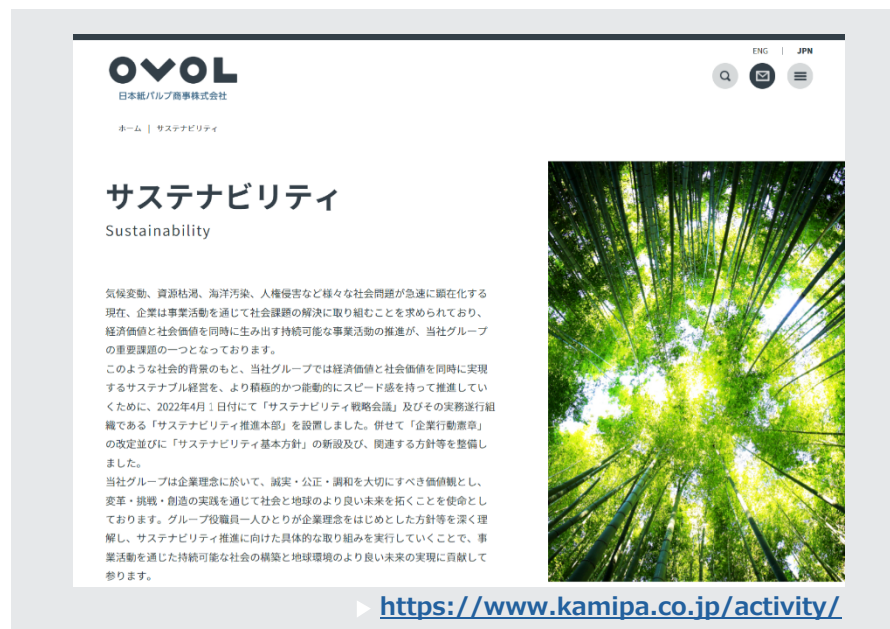 ENG | JPN
OVOL
日本紙パルプ商事株式会社
ホーム | サステナビリティ
サステナビリティ
Sustainability
気候変動、資源枯渇、海洋汚染、人権侵害など様々な社会問題が急速に顕在化する
現在、企業は事業活動を通じて社会課題の解決に取り組むことを求められており、
経済価値と社会価値を同時に生み出す持続可能な事業活動の推進が、当社グループ
の重要課題の一つとなっております。
このような社会的背景のもと、当社グループでは経済価値と社会価値を同時に実現
するサステナブル経営を、より積極的かつ能動的にスピード感を持って推進してい
くために、2022年4月1日付にて「サステナビリティ戦略会議」及びその実務遂行組
織である「サステナビリティ推進本部」を設置しました。併せて「企業行動憲章」
の改定並びに「サステナビリティ基本方針」の新設及び、関連する方針等を整備し
ました。
当社グループは企業理念に於いて、誠実・公正・調和を大切にすべき価値観とし、
変革・挑戦・創造の実践を通じて社会と地球のより良い未来を拓くことを使命とし
ております。グループ役職員一人ひとりが企業理念をはじめとした方針等を深く理
解し、サステナビリティ推進に向けた具体的な取り組みを実行していくことで、事
業活動を通じた持続可能な社会の構築と地球環境のより良い未来の実現に貢献して
参ります。
https://www.kamipa.co.jp/activity/